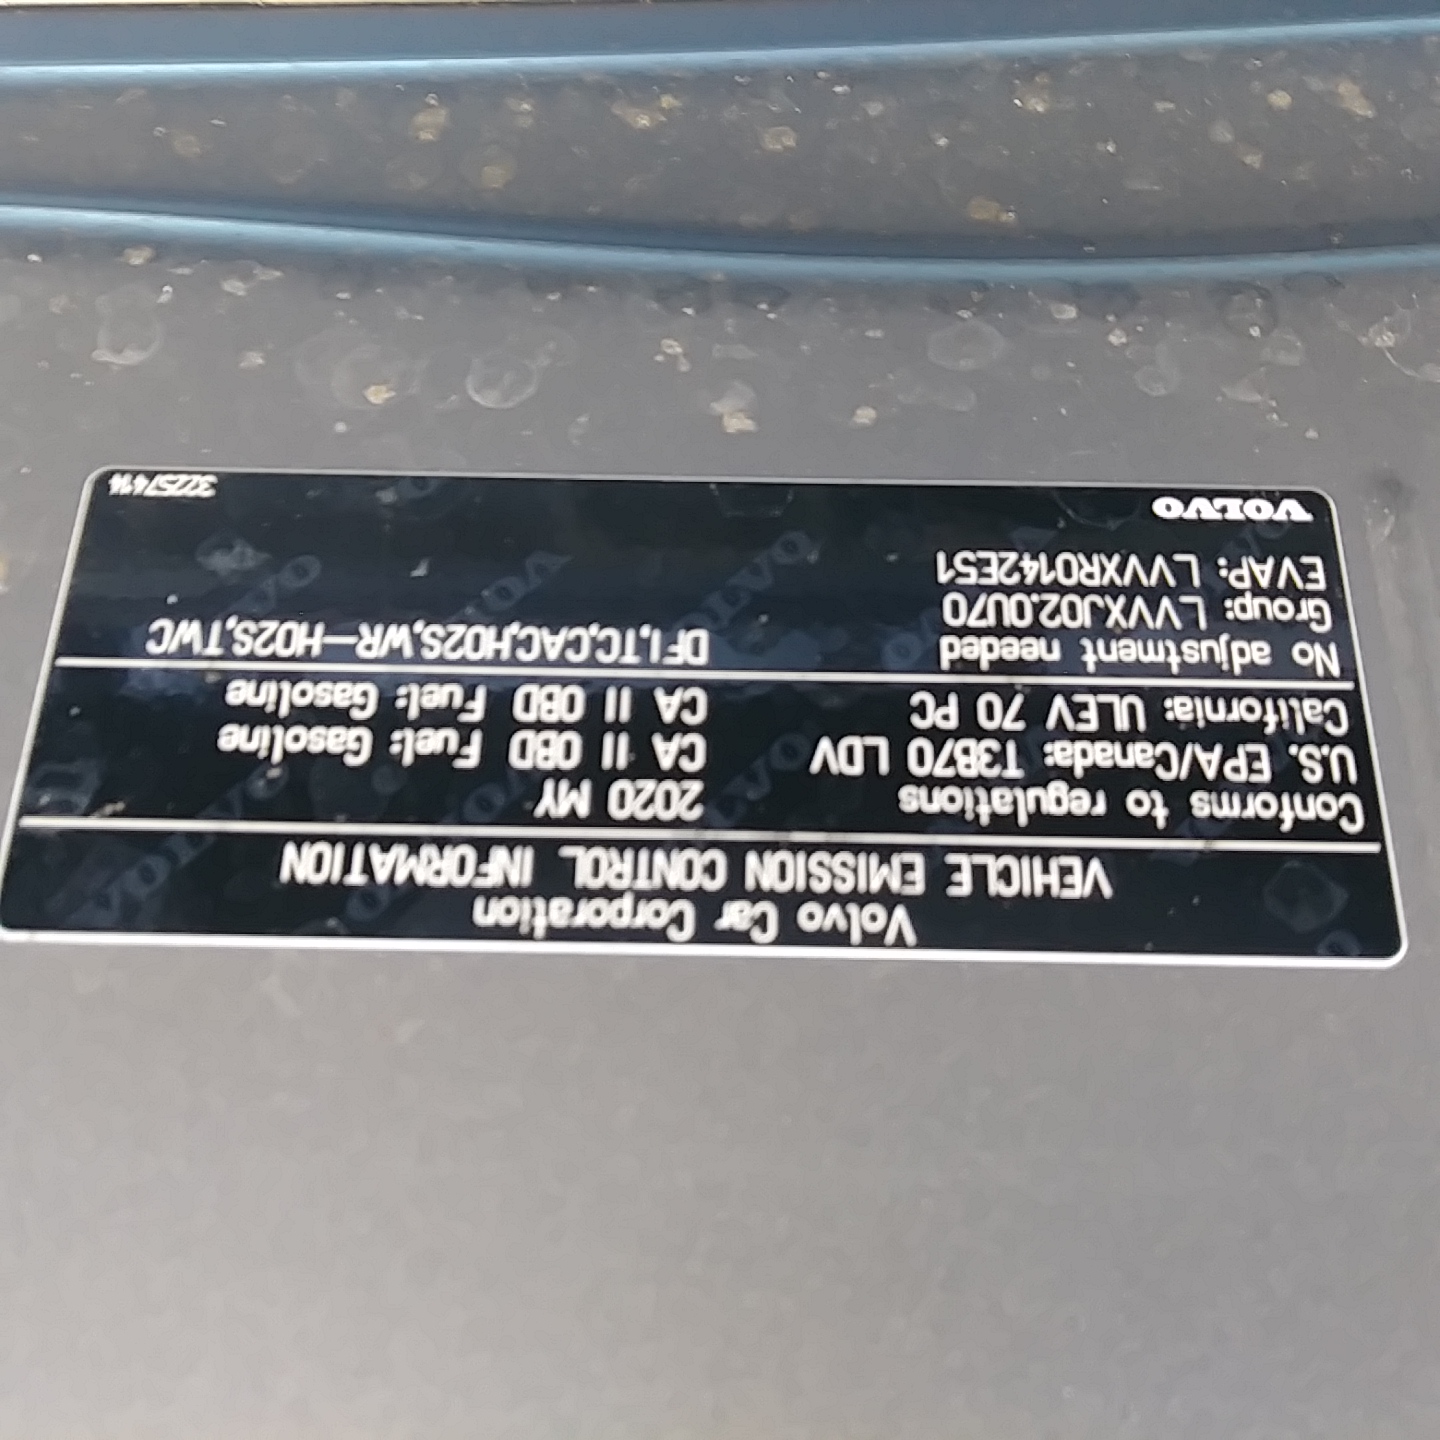 Volvo Car Corporation
VEHICLE EMISSION CONTROL INFORMATION
Conforms to regulations 2020 MY
U.S. EPA/Canada: T3B70 LDV CA II OBD Fuel: Gasoline
California: ULEV 70 PC CA II OBD Fuel: Gasoline
No adjustment needed DFI,TC,CAC,HO2S,WR-HO2S,TWC
Group: LVVXJ02.0U70
EVAP: LVVXR0142E51
VOLVO 32257414